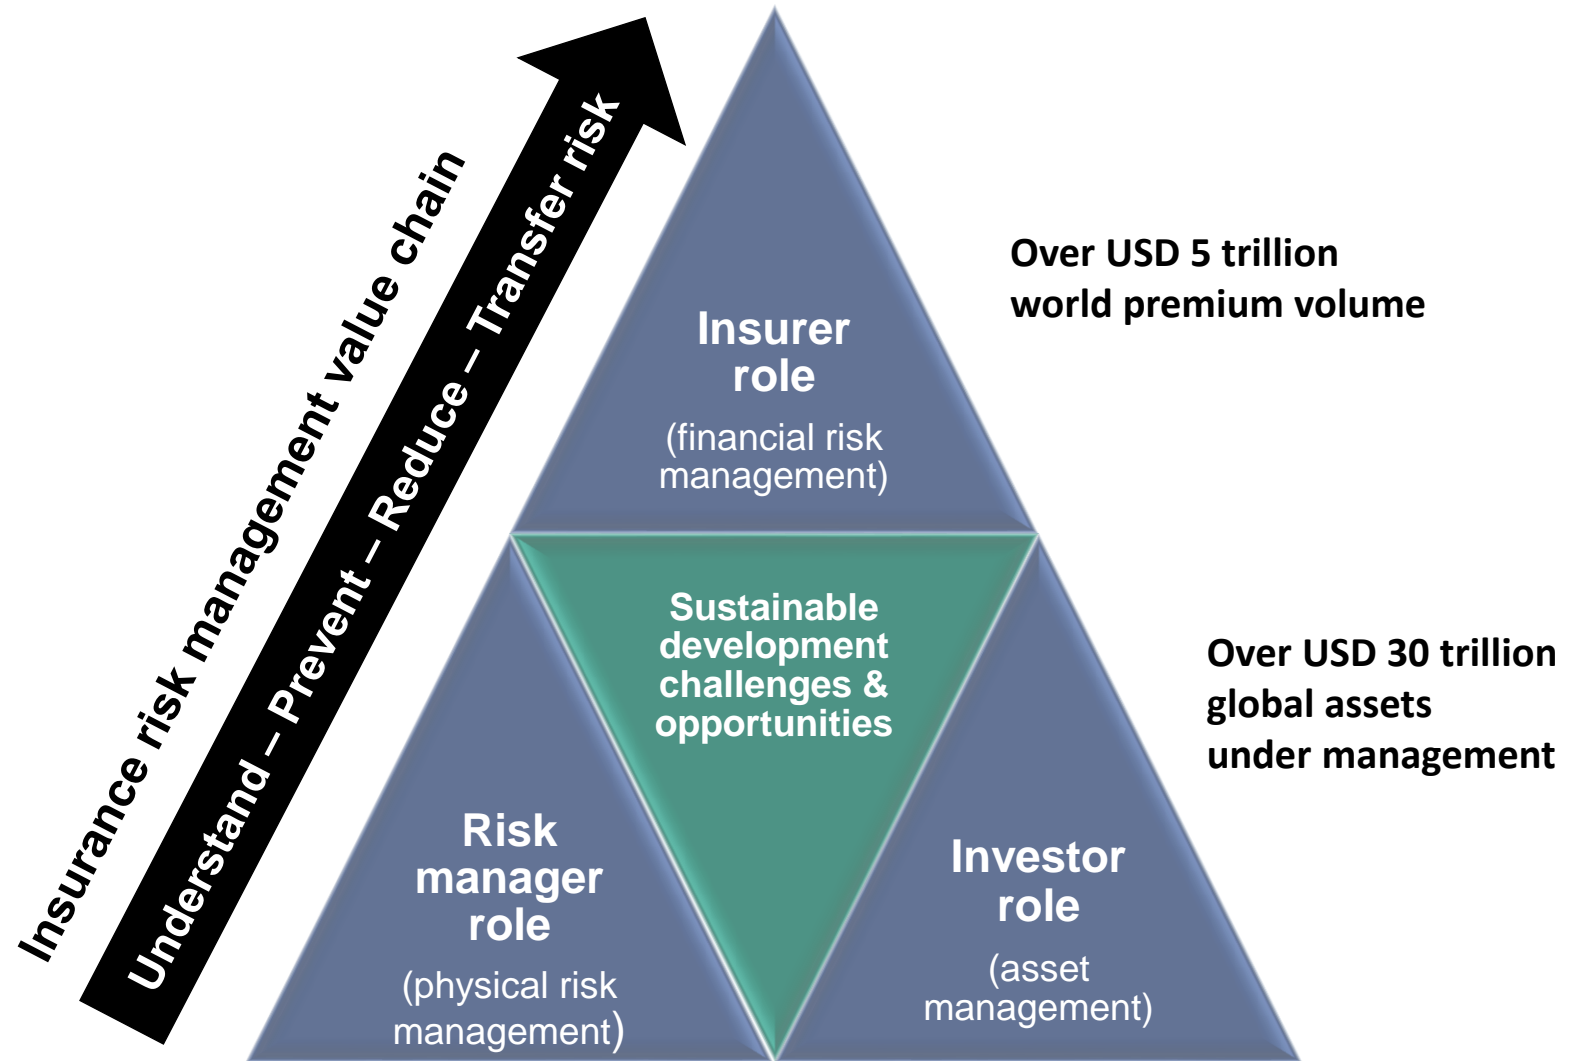 Insurance risk management value chain
Understand – Prevent – Reduce – Transfer risk
Insurer
role
(financial risk
management)
Over USD 5 trillion
world premium volume
Sustainable
development
challenges &
opportunities
Over USD 30 trillion
global assets
under management
Risk
manager
role
(physical risk
management)
Investor
role
(asset
management)